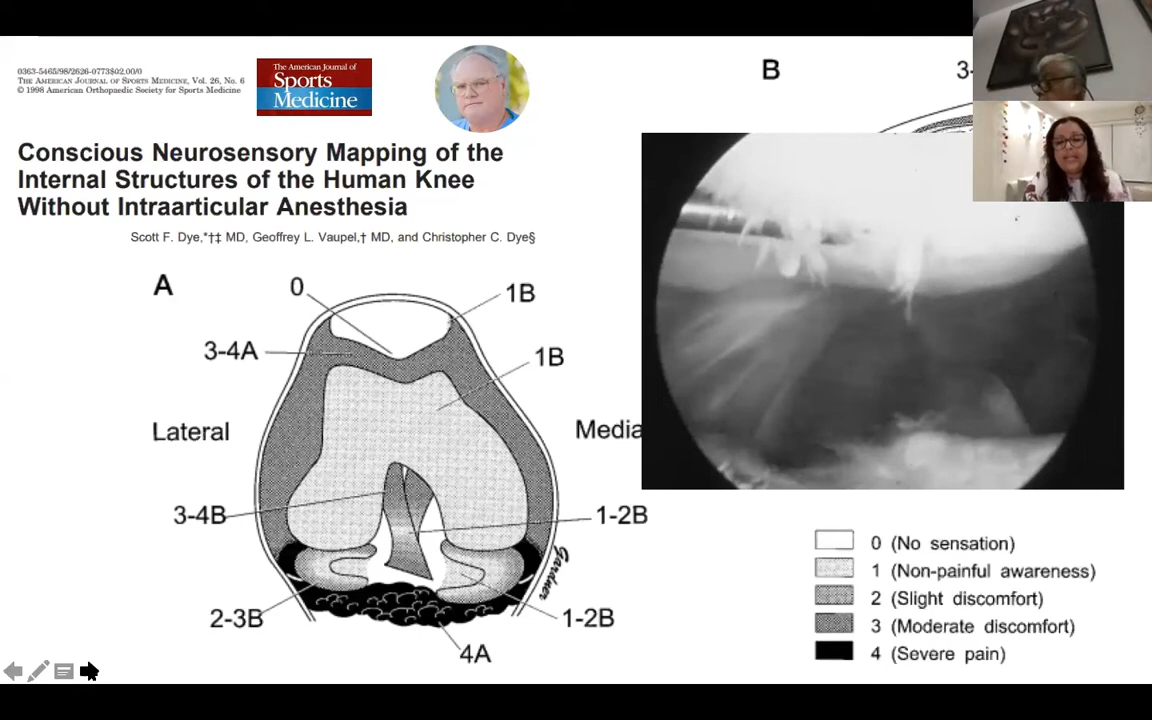 0363-5465/98/2626-0773$02.00/0
THE AMERICAN JOURNAL OF SPORTS MEDICINE, Vol. 26, No. 6
© 1998 American Orthopaedic Society for Sports Medicine
The American Journal of
Sports
Medicine
Conscious Neurosensory Mapping of the
Internal Structures of the Human Knee
Without Intraarticular Anesthesia
Scott F. Dye,*†‡ MD, Geoffrey L. Vaupel,† MD, and Christopher C. Dye§
A
0
1B
3-4A
1B
Lateral
Media
3-4B
1-2B
2-3B
1-2B
4A
Gardner
B
3-
0 (No sensation)
1 (Non-painful awareness)
2 (Slight discomfort)
3 (Moderate discomfort)
4 (Severe pain)